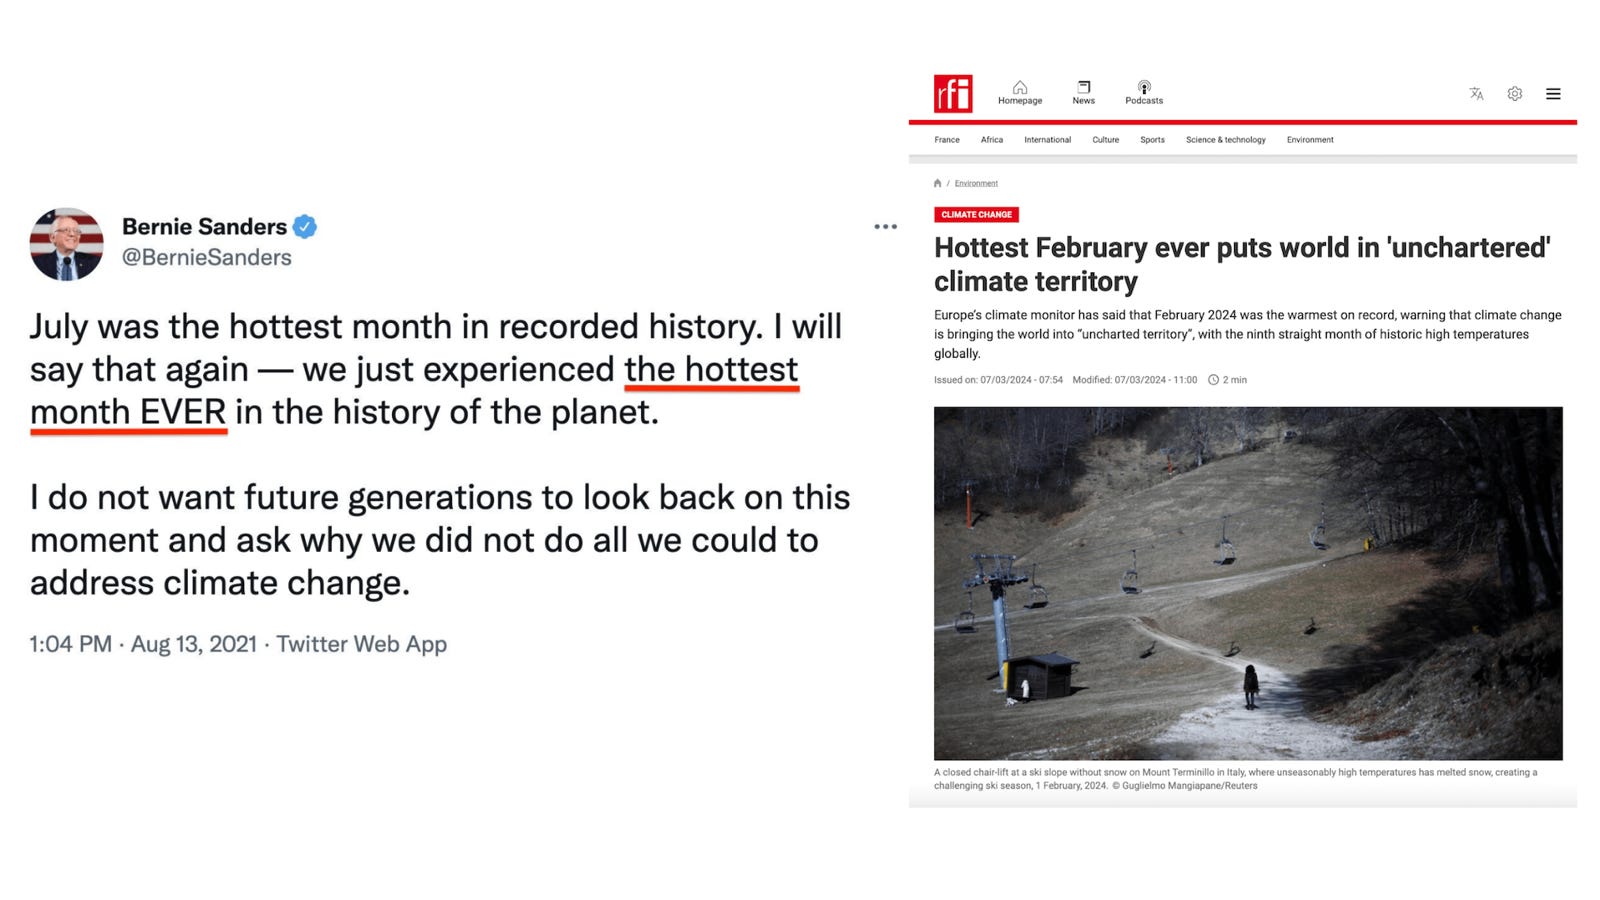 Bernie Sanders
@BernieSanders
July was the hottest month in recorded history. I will
say that again — we just experienced the hottest
month EVER in the history of the planet.
I do not want future generations to look back on this
moment and ask why we did not do all we could to
address climate change.
1:04 PM · Aug 13, 2021 · Twitter Web App
rfi
Homepage
News
Podcasts
France
Africa
International
Culture
Sports
Science & technology
Environment
/ Environment
CLIMATE CHANGE
Hottest February ever puts world in 'unchartered'
climate territory
Europe's climate monitor has said that February 2024 was the warmest on record, warning that climate change
is bringing the world into “uncharted territory”, with the ninth straight month of historic high temperatures
globally.
Issued on: 07/03/2024 - 07:54 Modified: 07/03/2024 - 11:00 2 min
A closed chair-lift at a ski slope without snow on Mount Terminillo in Italy, where unseasonably high temperatures has melted snow, creating a
challenging ski season, 1 February, 2024. © Guglielmo Mangiapane/Reuters